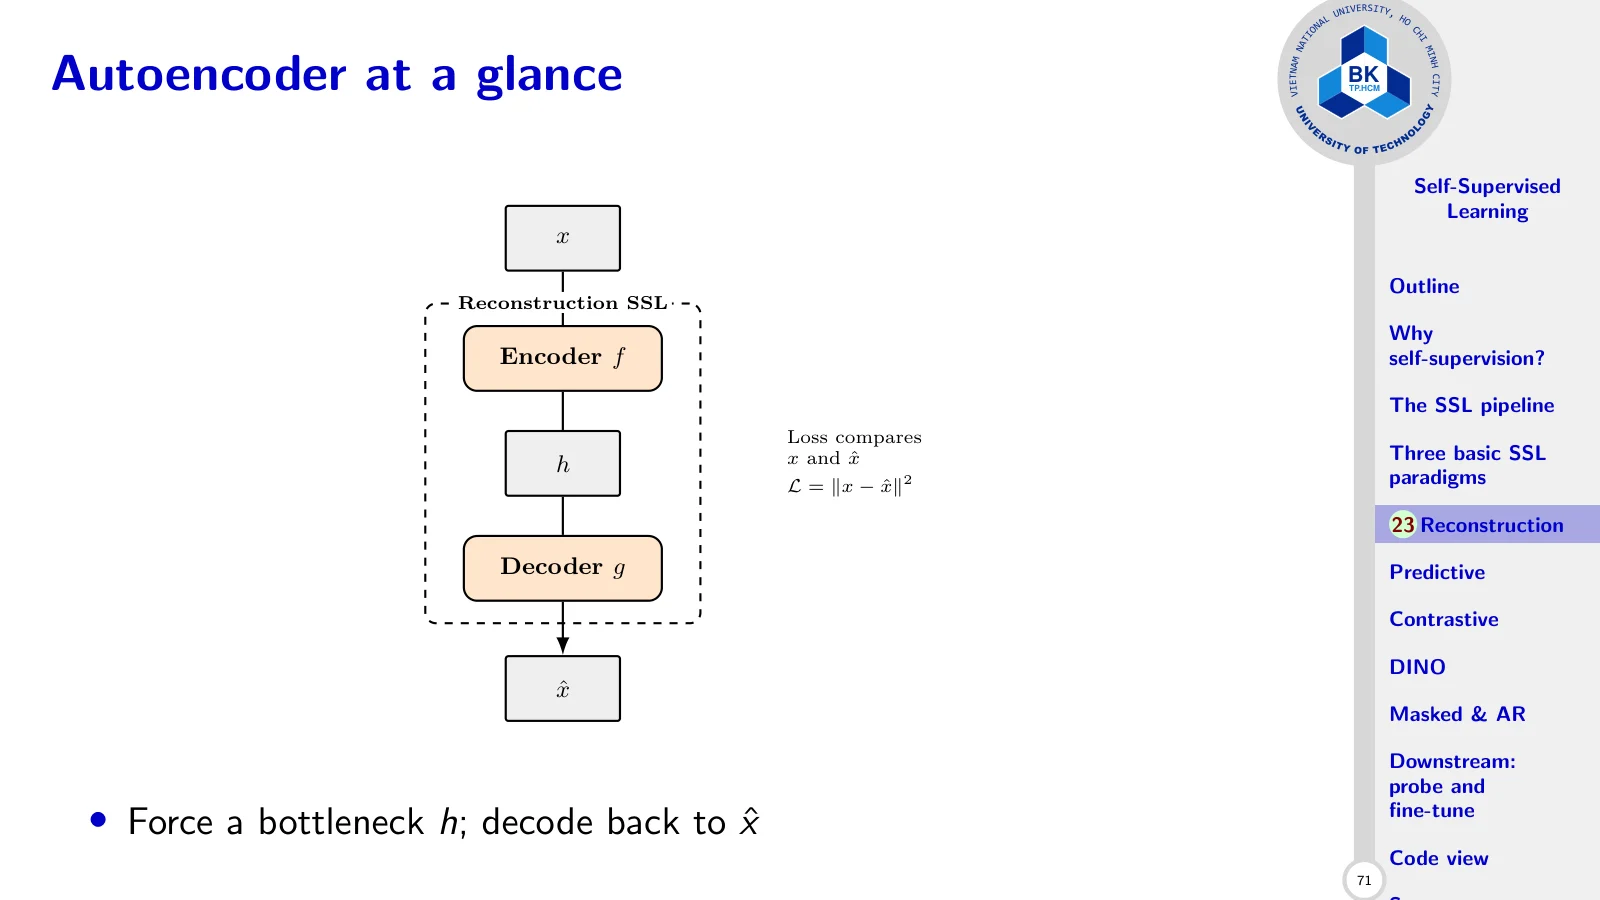 Autoencoder at a glance
x
Reconstruction SSL
Encoder f
h
Decoder g
x̂
Loss compares
x and x̂
ℒ = ‖x − x̂‖²
• Force a bottleneck h; decode back to x̂
VIETNAM NATIONAL UNIVERSITY, HO CHI MINH CITY
BK
TP.HCM
UNIVERSITY OF TECHNOLOGY
Self-Supervised
Learning
Outline
Why
self-supervision?
The SSL pipeline
Three basic SSL
paradigms
23 Reconstruction
Predictive
Contrastive
DINO
Masked & AR
Downstream:
probe and
fine-tune
Code view
71